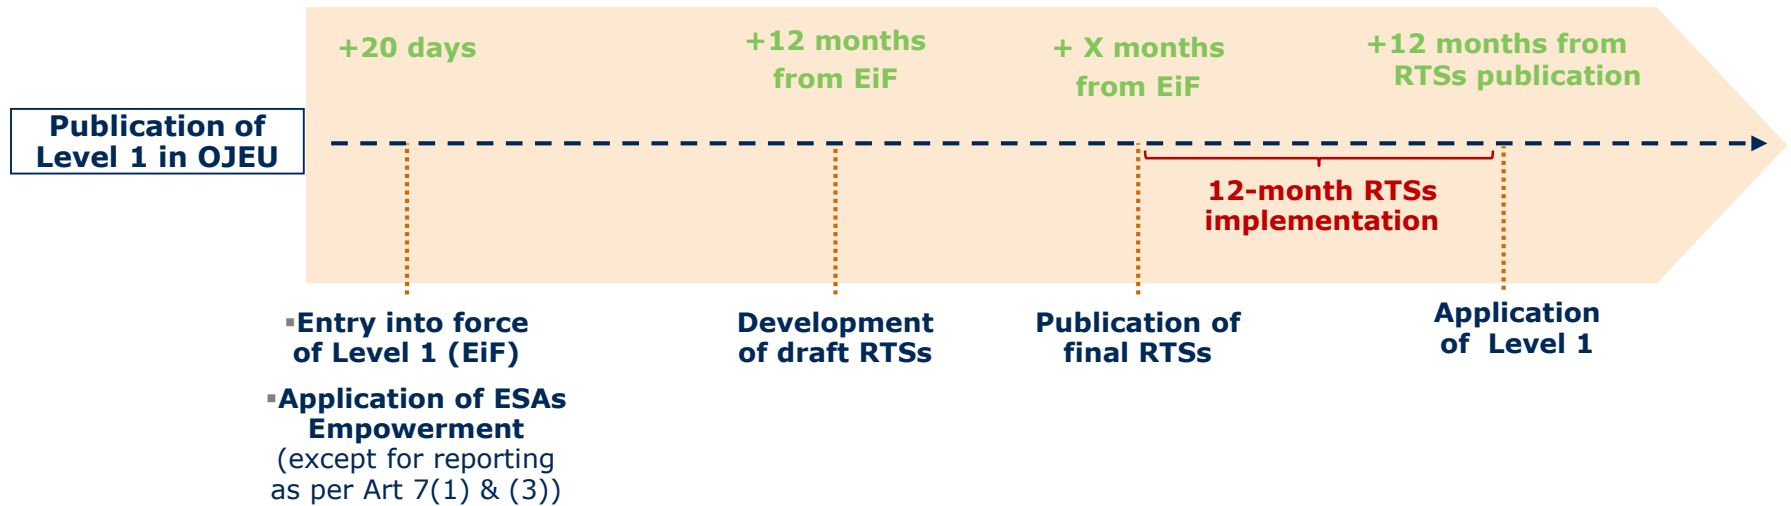 +20 days
+12 months
from EiF
+ X months
from EiF
+12 months from
RTSs publication
Publication of
Level 1 in OJEU
12-month RTSs
implementation
▪Entry into force
of Level 1 (EiF)
▪Application of ESAs
Empowerment
(except for reporting
as per Art 7(1) & (3))
Development
of draft RTSs
Publication of
final RTSs
Application
of Level 1